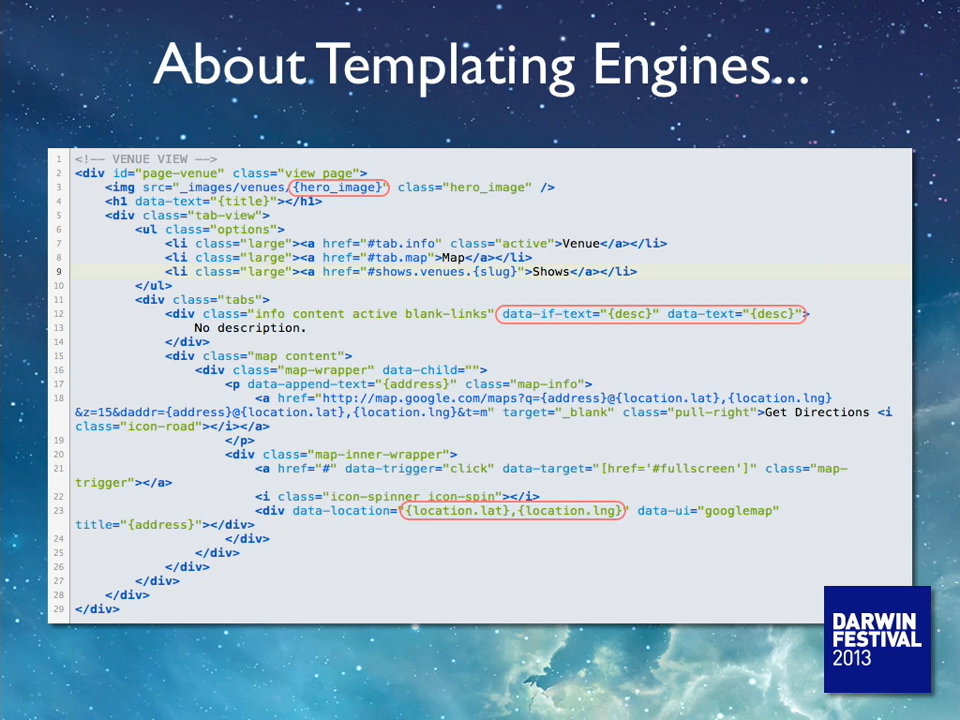 About Templating Engines...
1 <!-- VENUE VIEW -->
2 <div id="page-venue" class="view page">
3 <img src="_images/venues/{hero_image}" class="hero_image" />
4 <h1 data-text="{title}"></h1>
5 <div class="tab-view">
6 <ul class="options">
7 <li class="large"><a href="#tab.info" class="active">Venue</a></li>
8 <li class="large"><a href="#tab.map">Map</a></li>
9 <li class="large"><a href="#shows.venues.{slug}">Shows</a></li>
10 </ul>
11 <div class="tabs">
12 <div class="info content active blank-links" data-if-text="{desc}" data-text="{desc}">
13 No description.
14 </div>
15 <div class="map content">
16 <div class="map-wrapper" data-child="">
17 <p data-append-text="{address}" class="map-info">
18 <a href="http://map.google.com/maps?q={address}@{location.lat},{location.lng}
&z=15&daddr={address}@{location.lat},{location.lng}&t=m" target="_blank" class="pull-right">Get Directions <i
class="icon-road"></i></a>
19 </p>
20 <div class="map-inner-wrapper">
21 <a href="#" data-trigger="click" data-target="[href='#fullscreen']" class="map-
trigger"></a>
22 <i class="icon-spinner icon-spin"></i>
23 <div data-location="{location.lat},{location.lng}" data-ui="googlemap"
title="{address}"></div>
24 </div>
25 </div>
26 </div>
27 </div>
28 </div>
29 </div>
DARWIN
FESTIVAL
2013